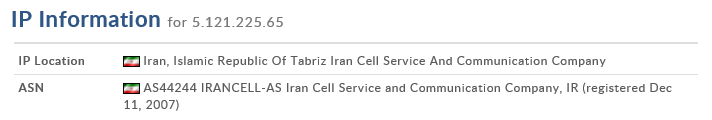 IP Information for 5.121.225.65
IP Location Iran, Islamic Republic Of Tabriz Iran Cell Service And Communication Company
ASN AS44244 IRANCELL-AS Iran Cell Service and Communication Company, IR (registered Dec
11, 2007)